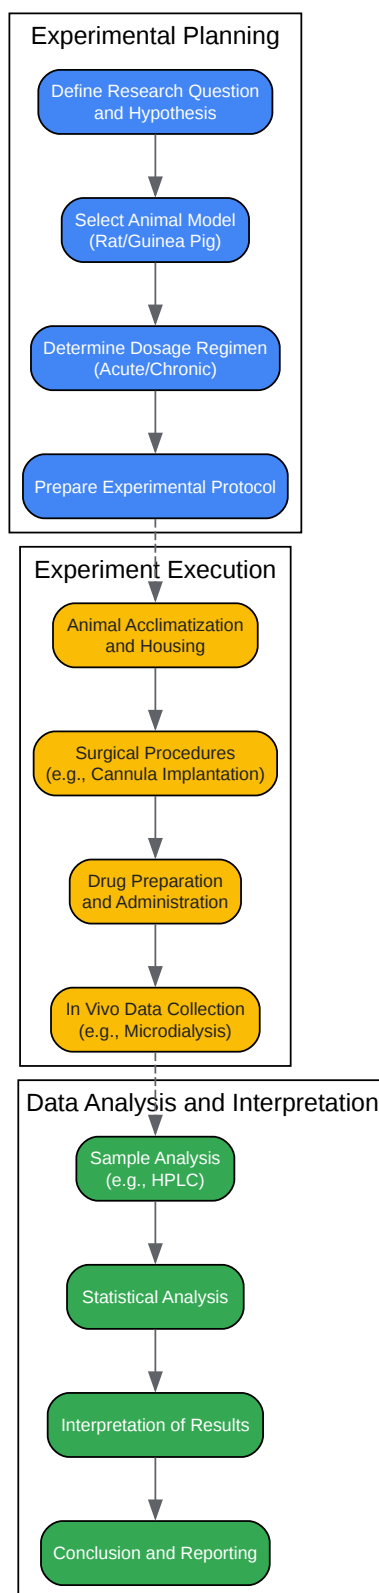 Experimental Planning
Define Research Question
and Hypothesis
Select Animal Model
(Rat/Guinea Pig)
Determine Dosage Regimen
(Acute/Chronic)
Prepare Experimental Protocol
Experiment Execution
Animal Acclimatization
and Housing
Surgical Procedures
(e.g., Cannula Implantation)
Drug Preparation
and Administration
In Vivo Data Collection
(e.g., Microdialysis)
Data Analysis and Interpretation
Sample Analysis
(e.g., HPLC)
Statistical Analysis
Interpretation of Results
Conclusion and Reporting